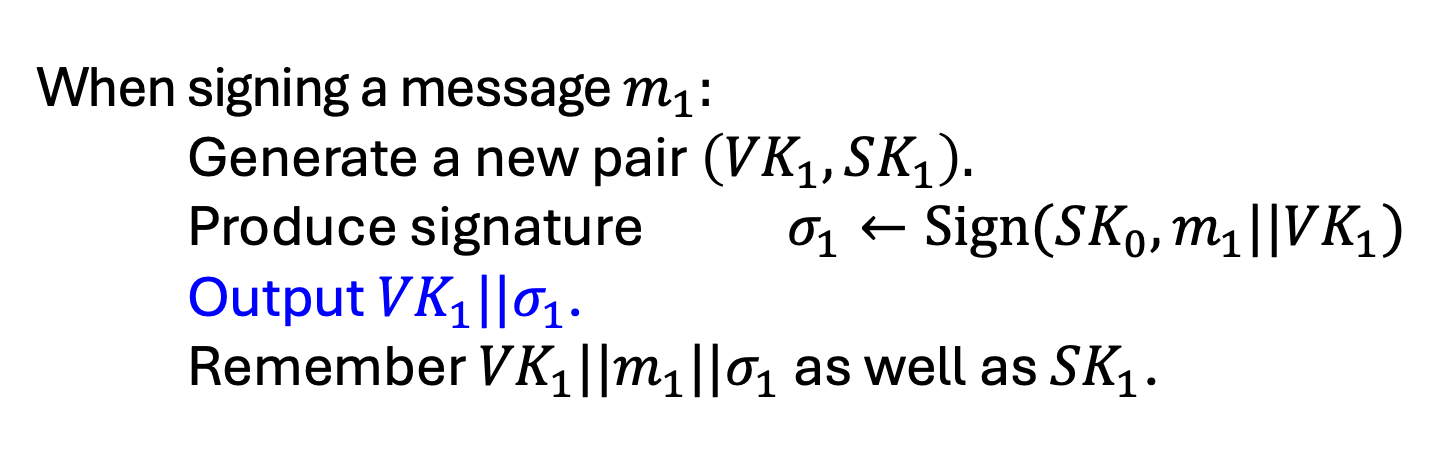 When signing a message m₁:
Generate a new pair (VK₁, SK₁).
Produce signature σ₁ ← Sign(SK₀, m₁||VK₁)
Output VK₁||σ₁.
Remember VK₁||m₁||σ₁ as well as SK₁.